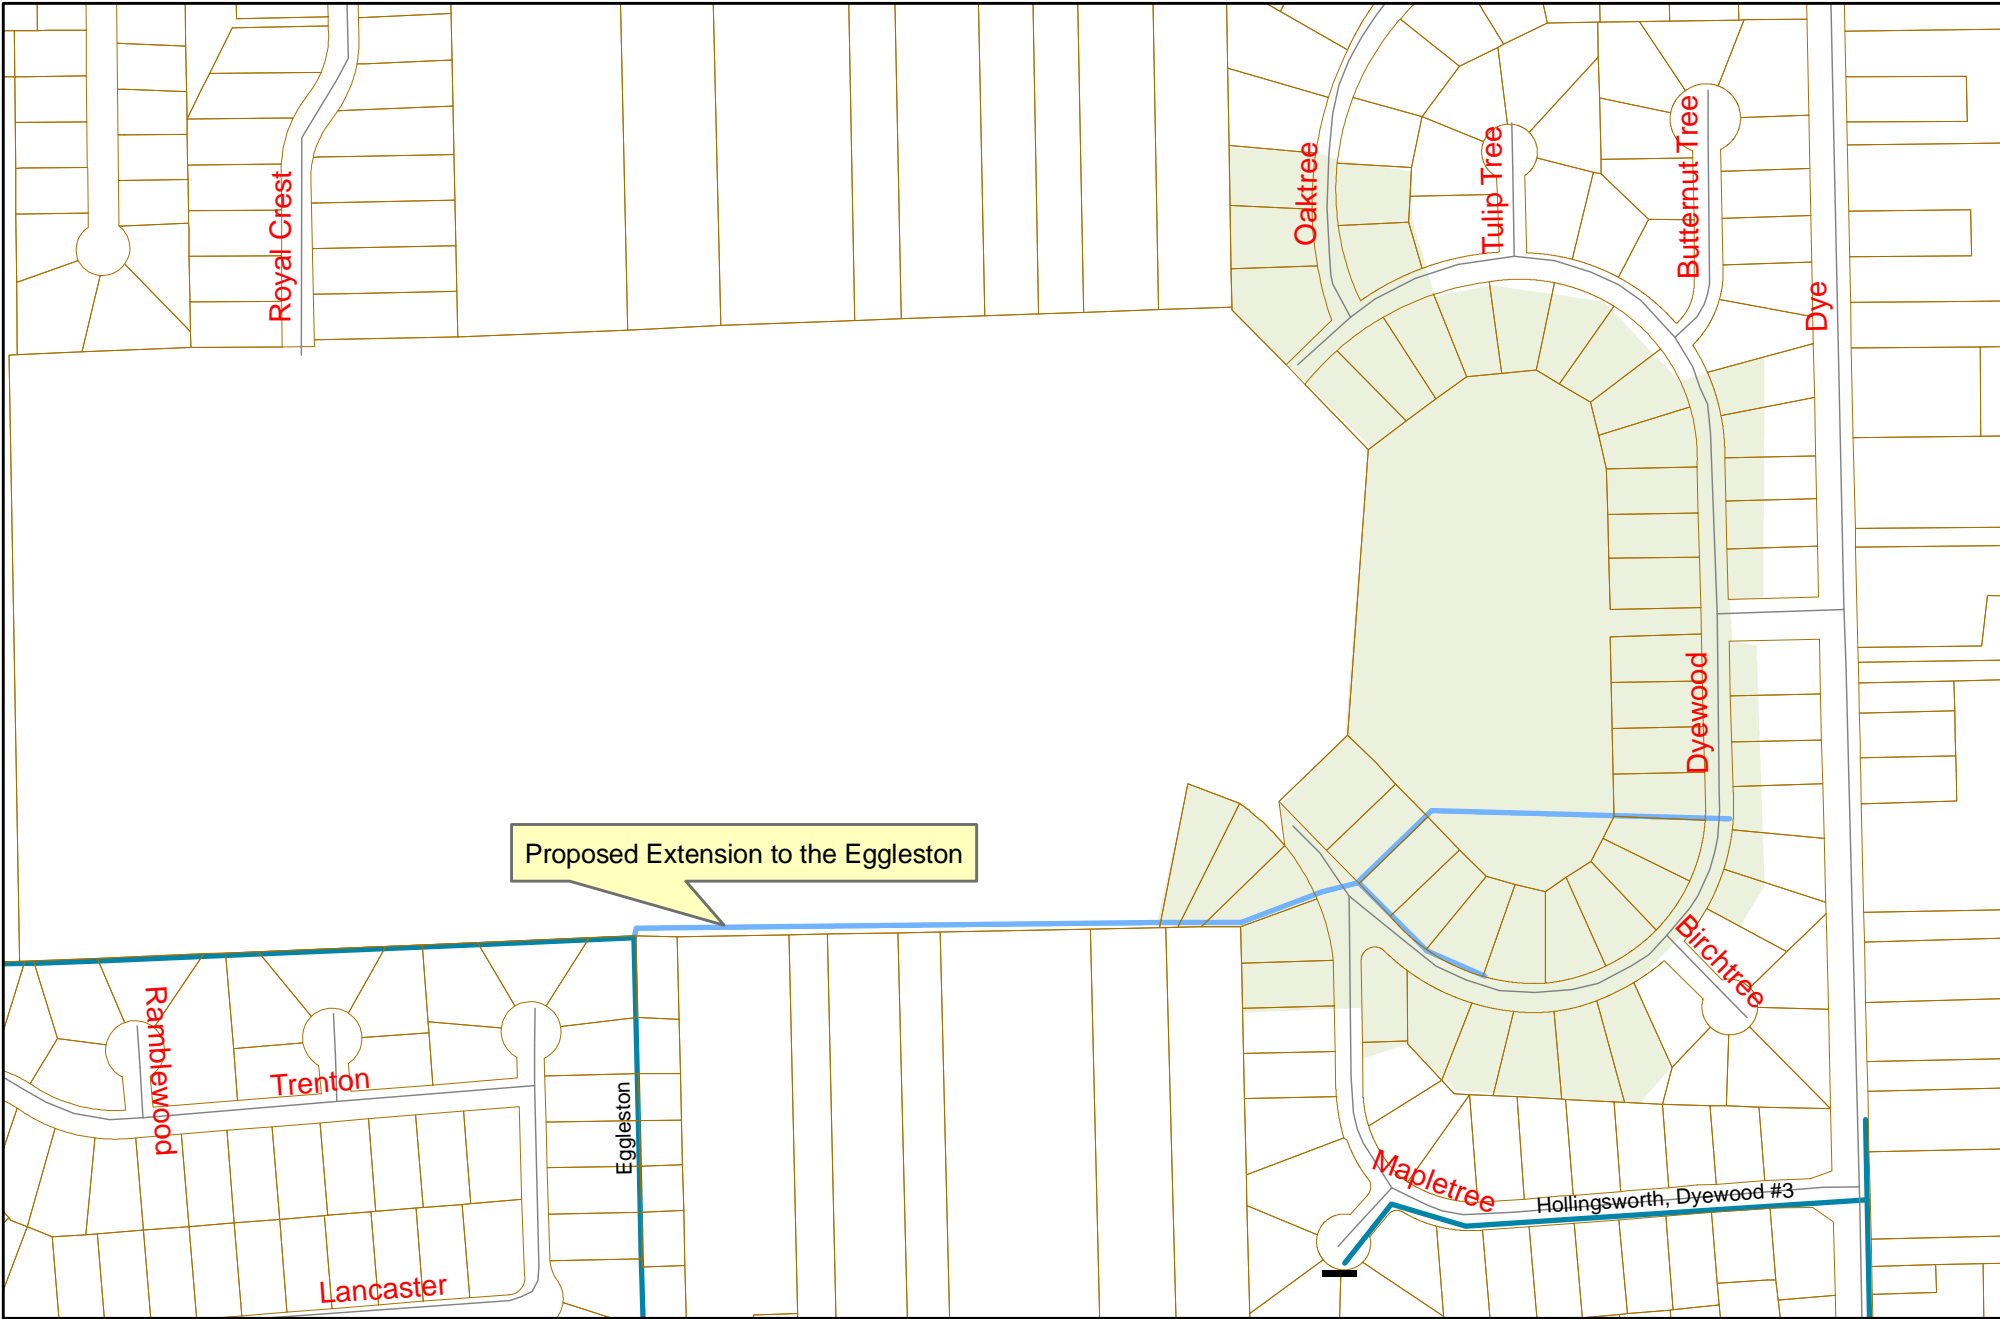 Royal Crest
Oaktree
Tulip Tree
Butternut Tree
Dye
Dyewood
Proposed Extension to the Eggleston
Birchtree
Ramblewood
Trenton
Eggleston
Mapletree
Hollingsworth, Dyewood #3
Lancaster